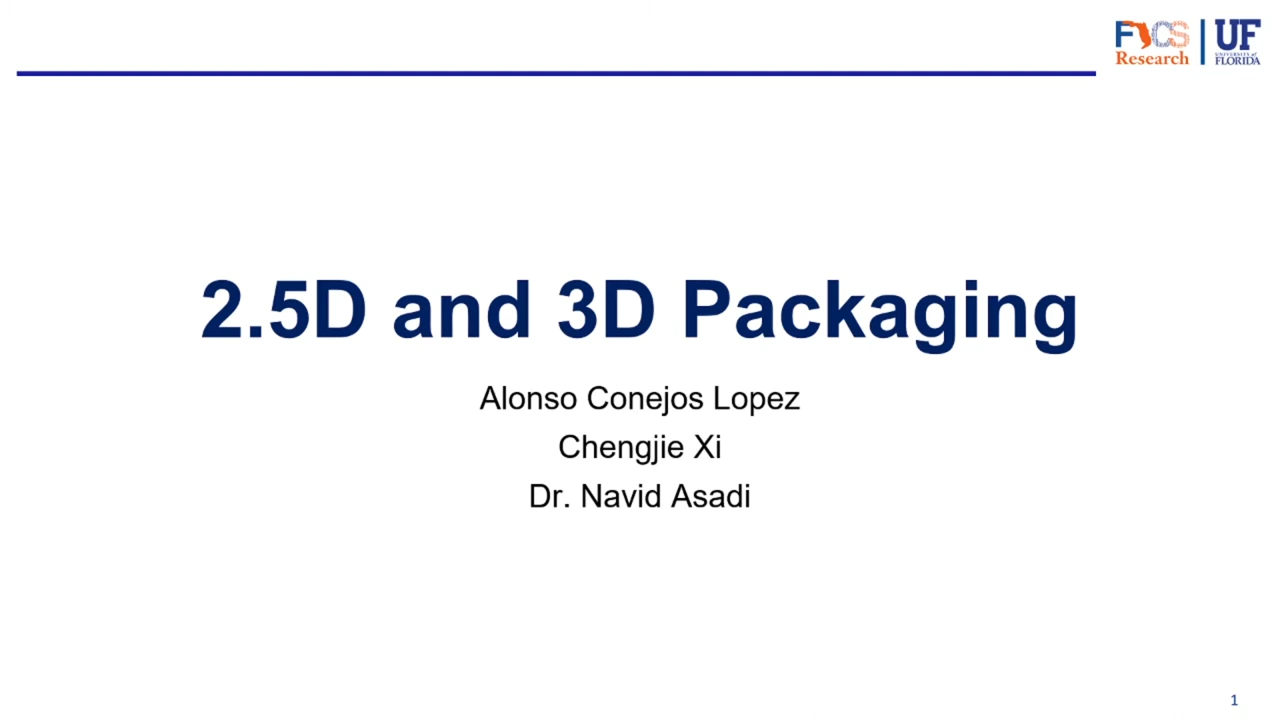 FICS
Research
UF
UNIVERSITY of
FLORIDA
2.5D and 3D Packaging
Alonso Conejos Lopez
Chengjie Xi
Dr. Navid Asadi
1